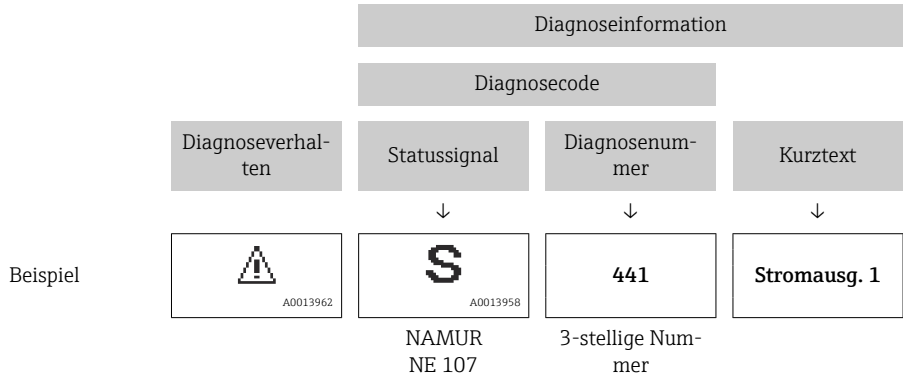 Diagnoseinformation
Diagnosecode
Diagnoseverhal-
ten
Statussignal
Diagnosenum-
mer
Kurztext
↓
↓
↓
Beispiel
A0013962
S
A0013958
441
Stromausg. 1
NAMUR
NE 107
3-stellige Num-
mer